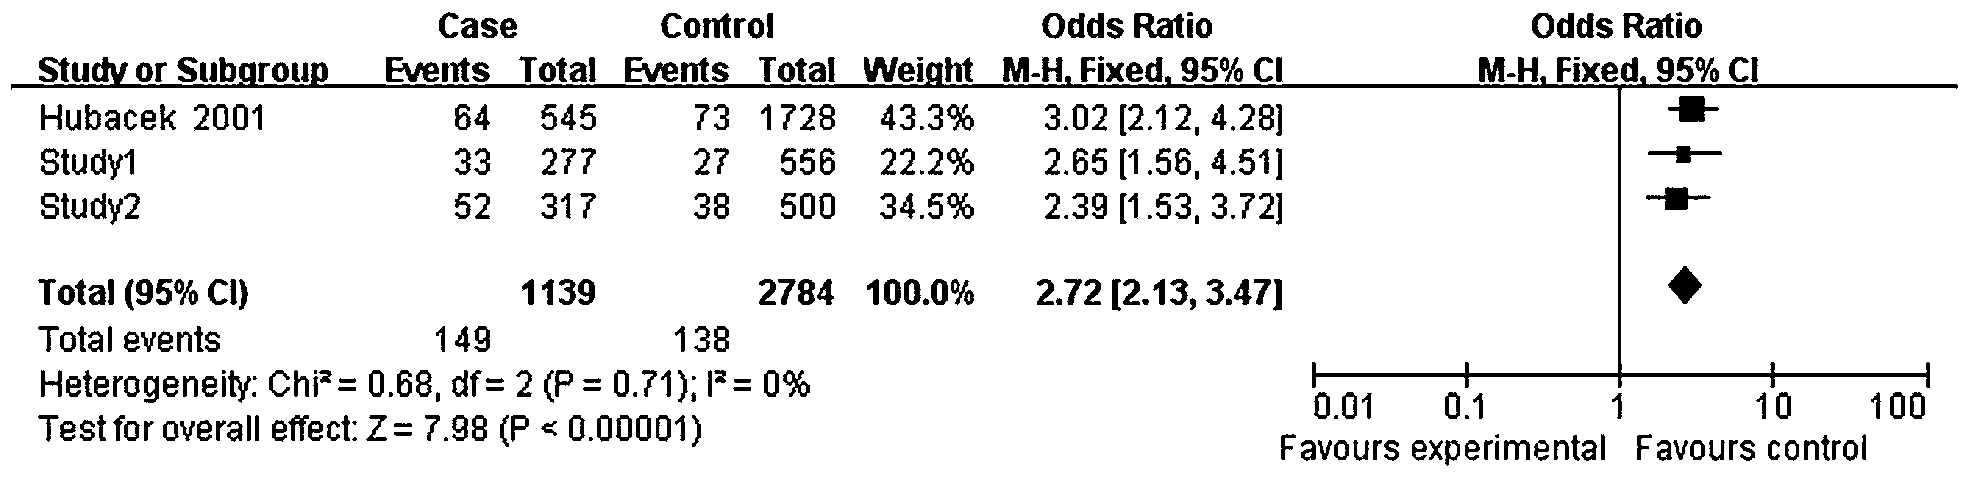 Case Control Odds Ratio Odds Ratio
Study or Subgroup Events Total Events Total Weight M-H, Fixed, 95% CI M-H, Fixed, 95% CI
Hubacek 2001 64 545 73 1728 43.3% 3.02 [2.12, 4.28]
Study1 33 277 27 556 22.2% 2.65 [1.56, 4.51]
Study2 52 317 38 500 34.5% 2.39 [1.53, 3.72]
Total (95% CI) 1139 2784 100.0% 2.72 [2.13, 3.47]
Total events 149 138
Heterogeneity: Chi² = 0.68, df = 2 (P = 0.71); I² = 0%
Test for overall effect: Z = 7.98 (P < 0.00001)
0.01 0.1 1 10 100
Favours experimental Favours control